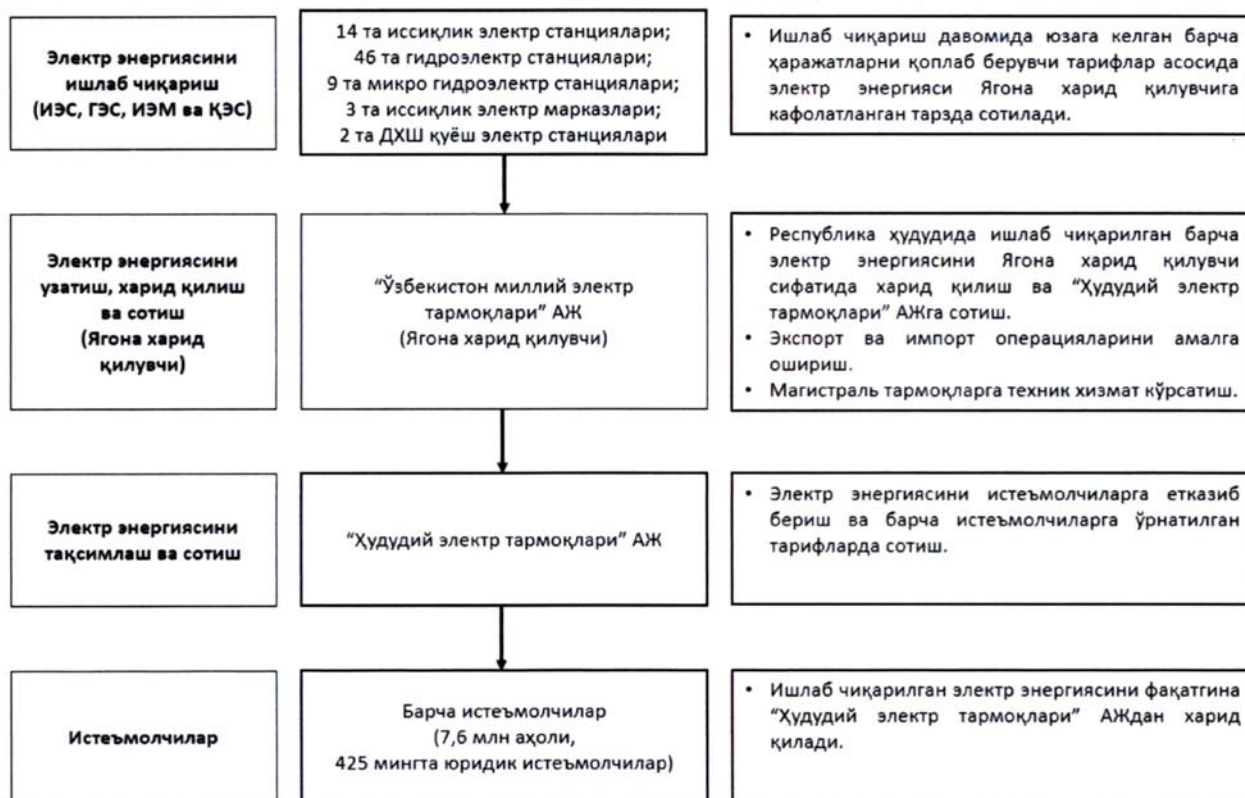 Электр энергиясини
ишлаб чиқариш
(ИЭС, ГЭС, ИЭМ ва ҚЭС)
14 та иссиқлик электр станциялари;
46 та гидроэлектр станциялари;
9 та микро гидроэлектр станциялари;
3 та иссиқлик электр марказлари;
2 та ДХШ қуёш электр станциялари
• Ишлаб чиқариш давомида юзага келган барча
ҳаражатларни қоплаб берувчи тарифлар асосида
электр энергияси Ягона харид қилувчига
кафолатланган тарзда сотилади.
Электр энергиясини
узатиш, харид қилиш
ва сотиш
(Ягона харид
қилувчи)
“Ўзбекистон миллий электр
тармоқлари” АЖ
(Ягона харид қилувчи)
• Республика ҳудудида ишлаб чиқарилган барча
электр энергиясини Ягона харид қилувчи
сифатида харид қилиш ва “Ҳудудий электр
тармоқлари” АЖга сотиш.
• Экспорт ва импорт операцияларини амалга
ошириш.
• Магистраль тармоқларга техник хизмат кўрсатиш.
Электр энергиясини
тақсимлаш ва сотиш
“Ҳудудий электр тармоқлари” АЖ
• Электр энергиясини истеъмолчиларга етказиб
бериш ва барча истеъмолчиларга ўрнатилган
тарифларда сотиш.
Истеъмолчилар
Барча истеъмолчилар
(7,6 млн аҳоли,
425 мингта юридик истеъмолчилар)
• Ишлаб чиқарилган электр энергиясини фақатгина
“Ҳудудий электр тармоқлари” АЖдан харид
қилади.